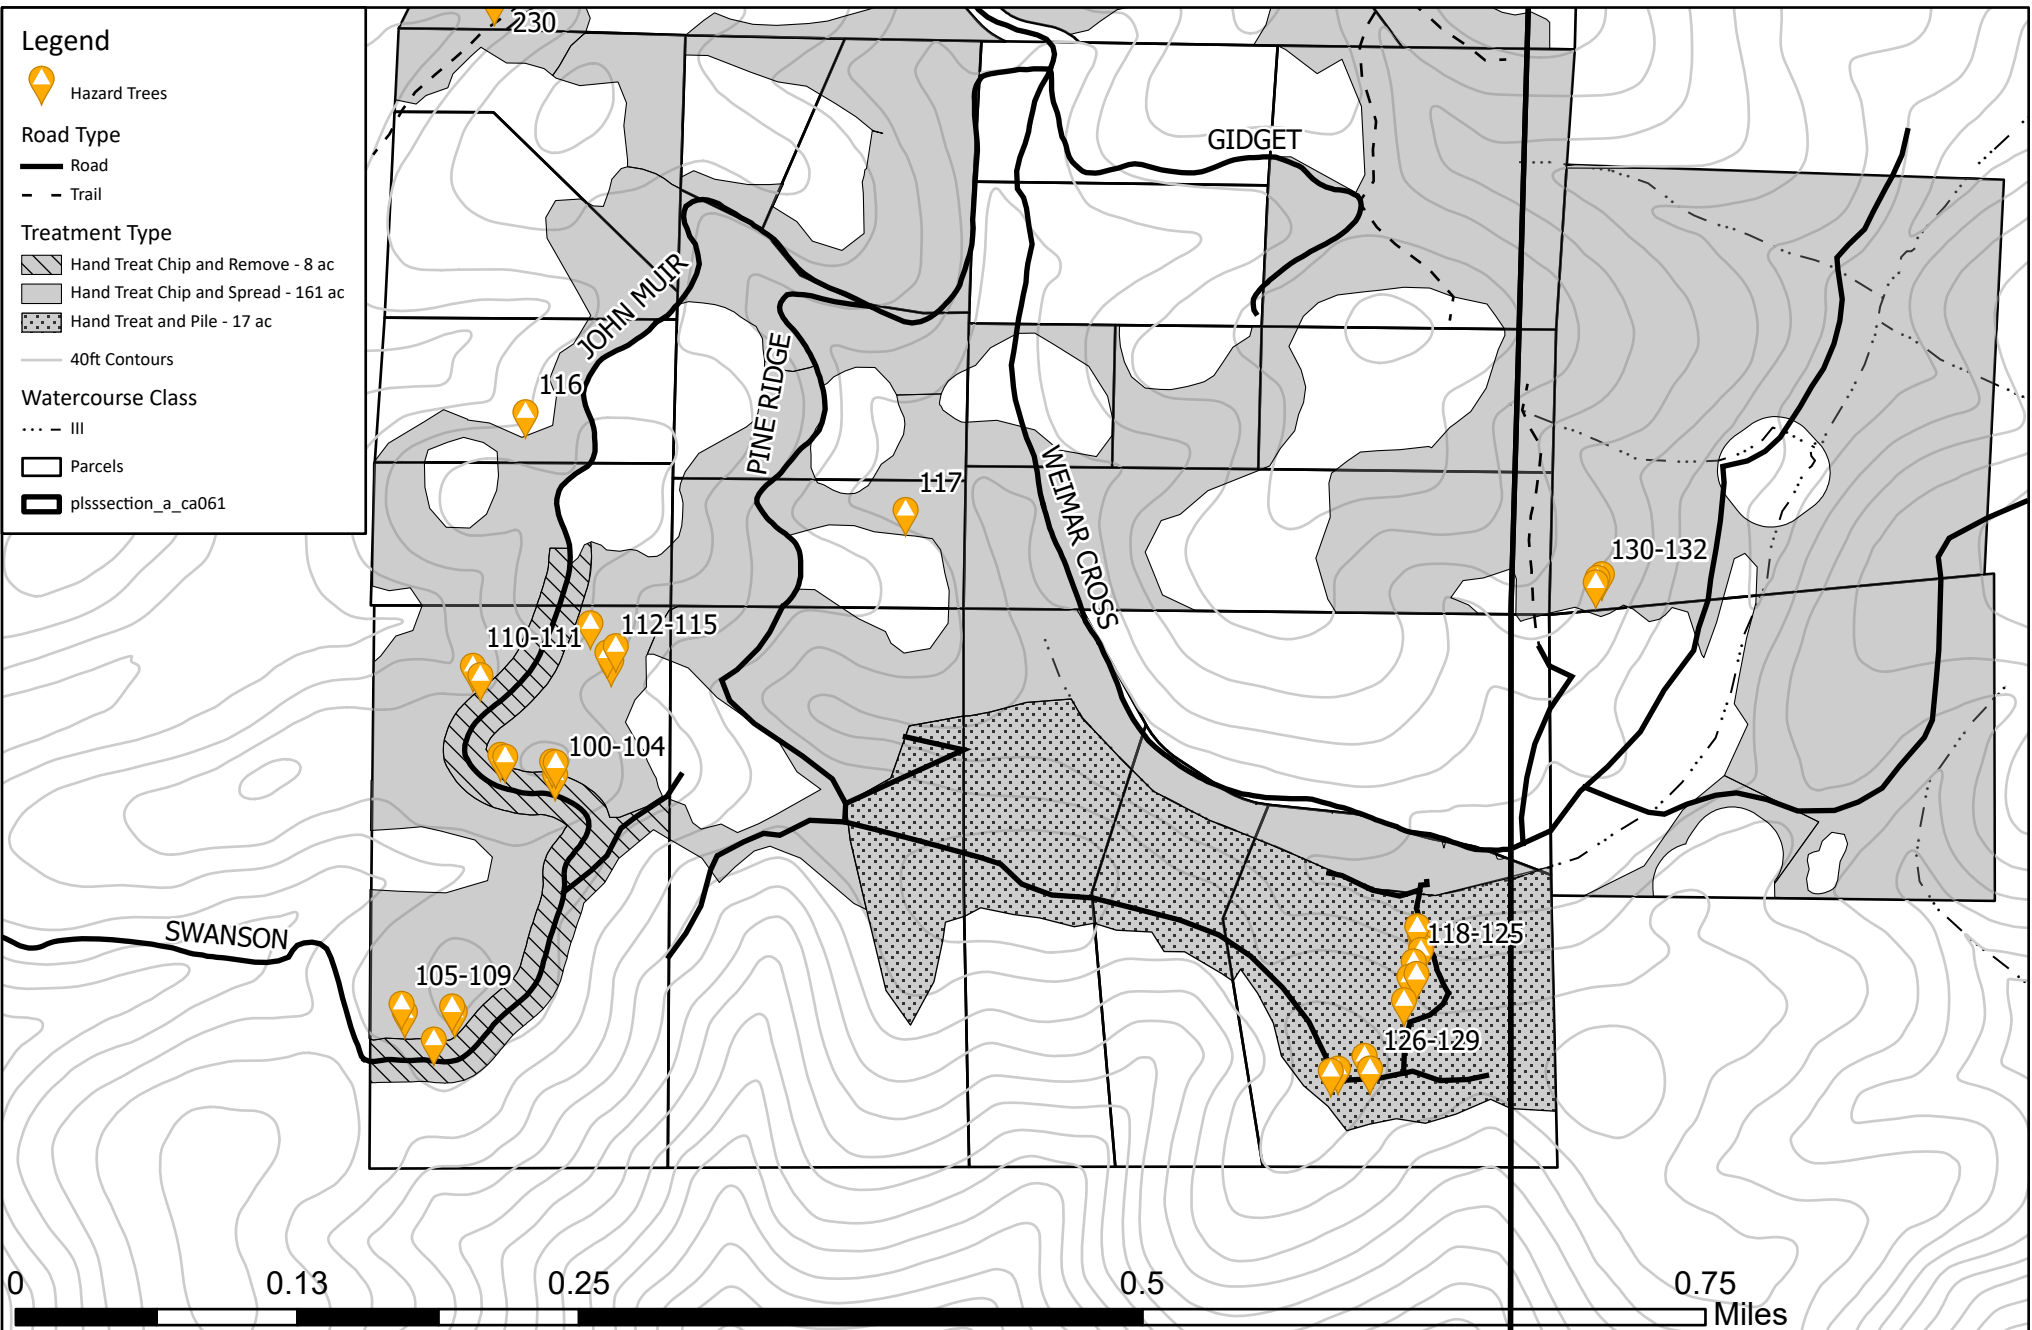 Legend
Hazard Trees
Road Type
Road
Trail
Treatment Type
Hand Treat Chip and Remove - 8 ac
Hand Treat Chip and Spread - 161 ac
Hand Treat and Pile - 17 ac
40ft Contours
Watercourse Class
III
Parcels
plsssection_a_ca061
230
GIDGET
JOHN MUIR
PINE RIDGE
116
WEIMAR CROSS
117
130-132
110-111
112-115
100-104
SWANSON
118-125
105-109
126-129
0
0.13
0.25
0.5
0.75
Miles